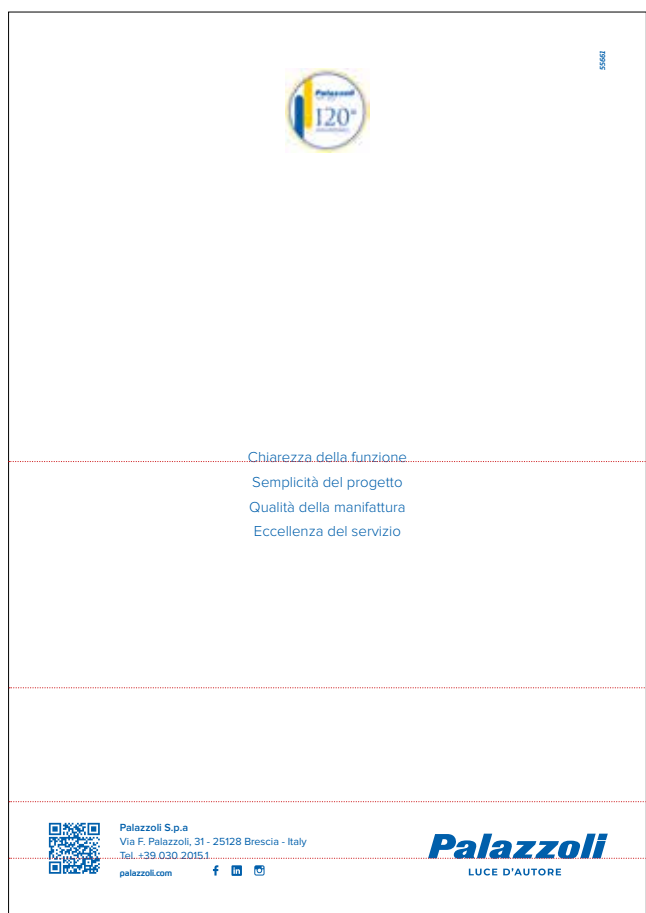 55661
Palazzoli
120°
Chiarezza della funzione
Semplicità del progetto
Qualità della manifattura
Eccellenza del servizio
Palazzoli S.p.a
Via F. Palazzoli, 31 - 25128 Brescia - Italy
Tel. +39 030 2015.1
palazzoli.com
Palazzoli
LUCE D'AUTORE